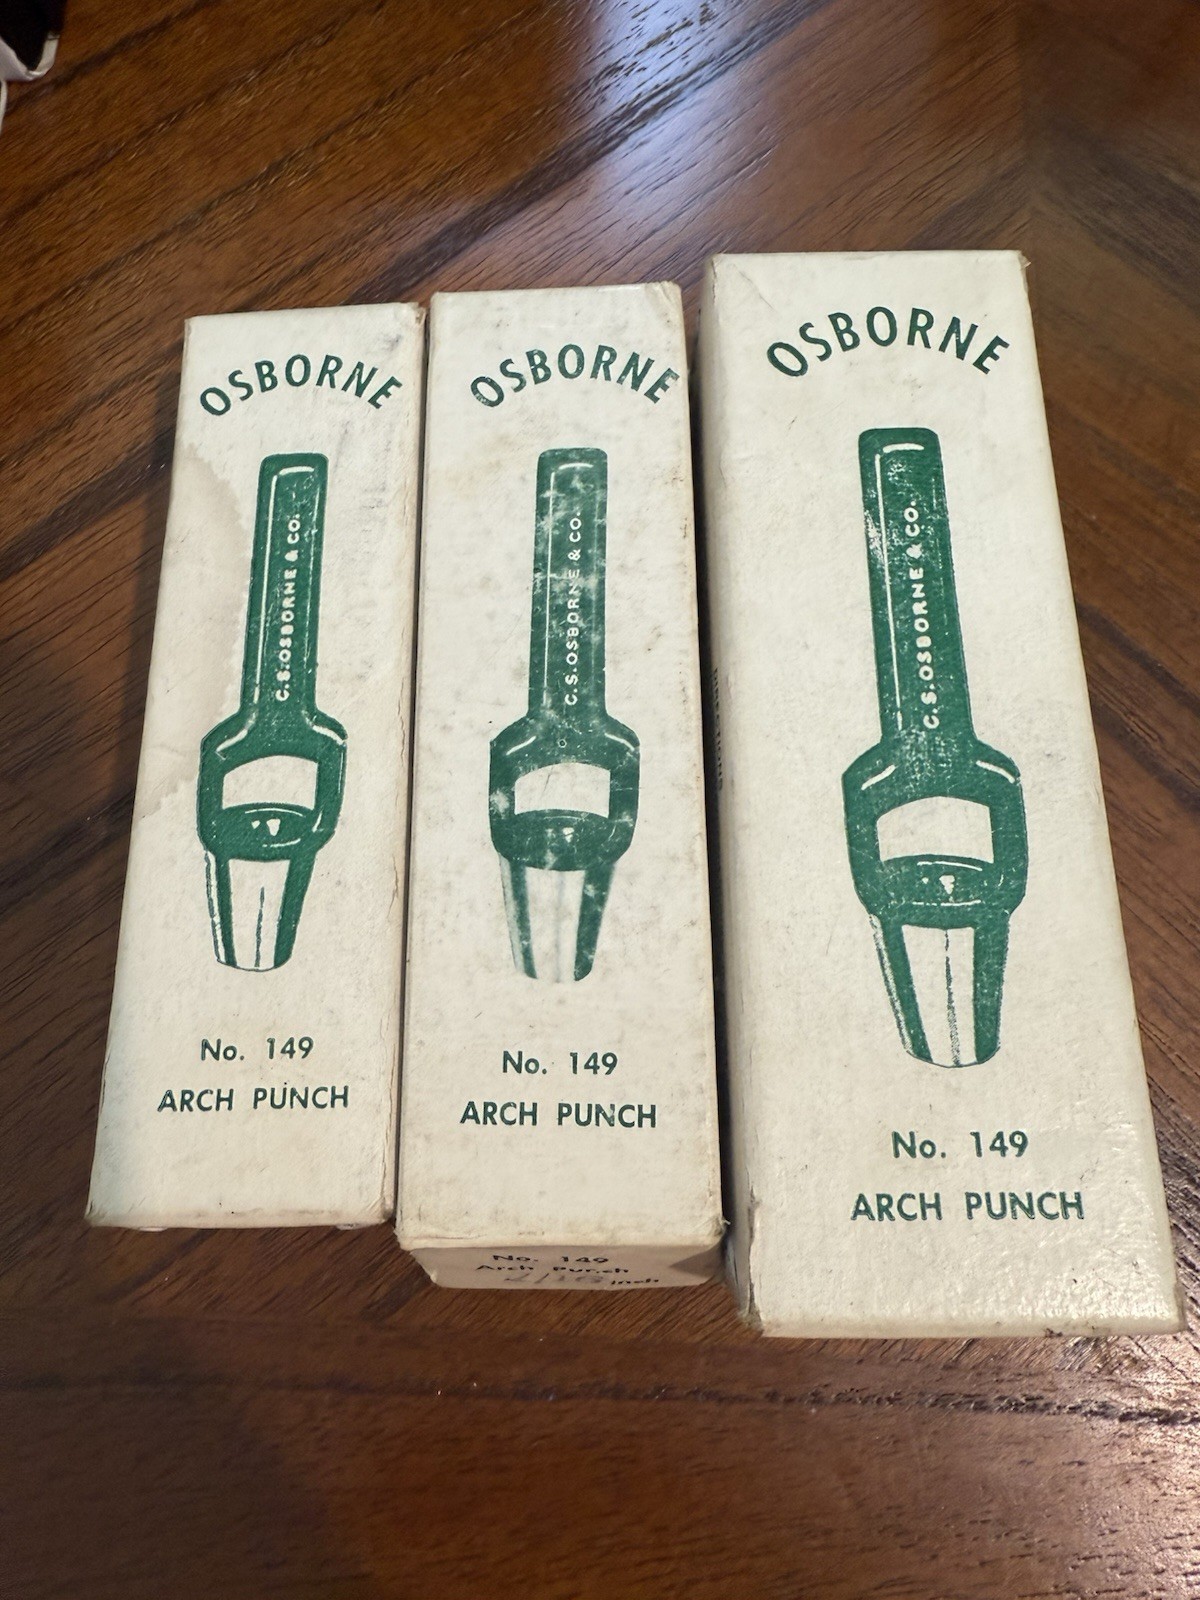 OSBORNE
C.S.OSBORNE & CO.
No. 149
ARCH PUNCH
OSBORNE
C.S.OSBORNE & CO.
No. 149
ARCH PUNCH
No. 149
Arch Punch
inch
OSBORNE
C.S.OSBORNE & CO.
No. 149
ARCH PUNCH